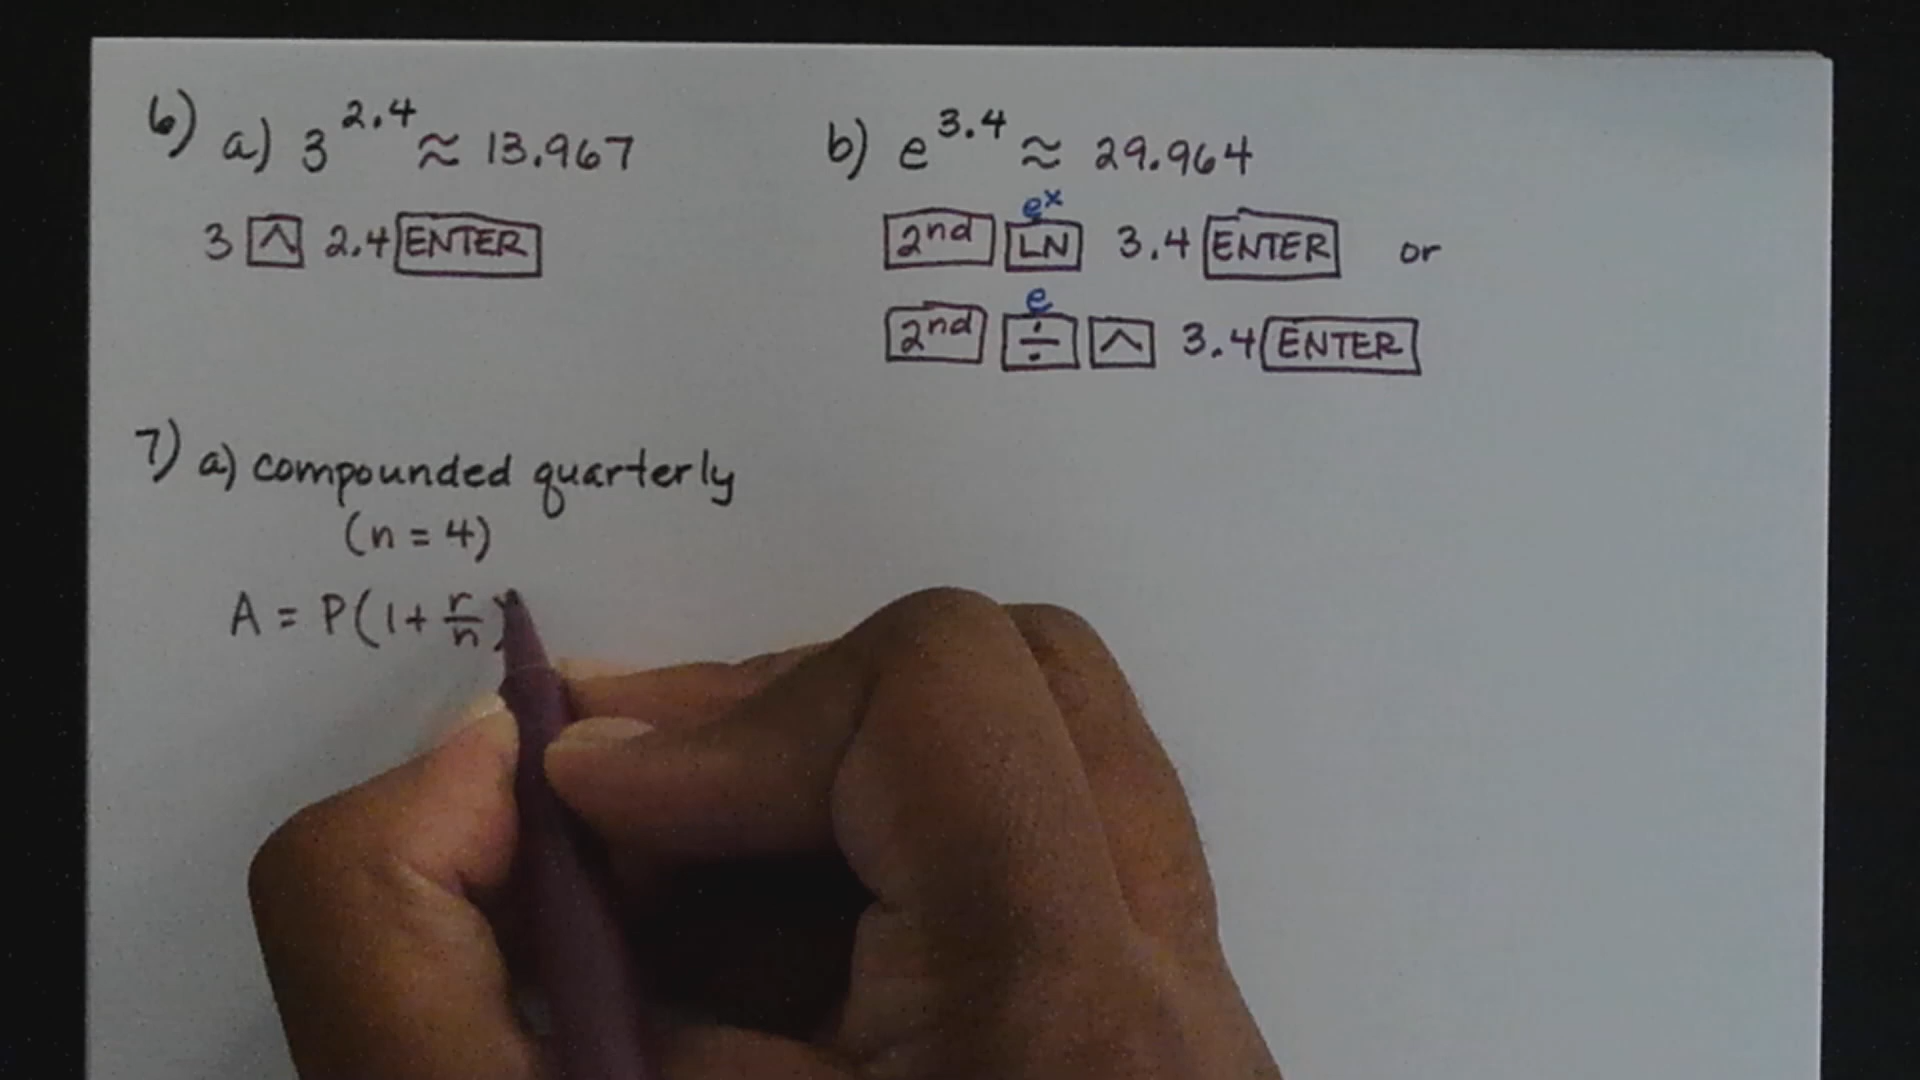 6) a) 3^2.4 ≈ 13.967
3 ^ 2.4 ENTER
b) e^3.4 ≈ 29.964
e^x
2nd LN 3.4 ENTER or
e
2nd ÷ ^ 3.4 ENTER
7) a) compounded quarterly
(n = 4)
A = P(1 + r/n)